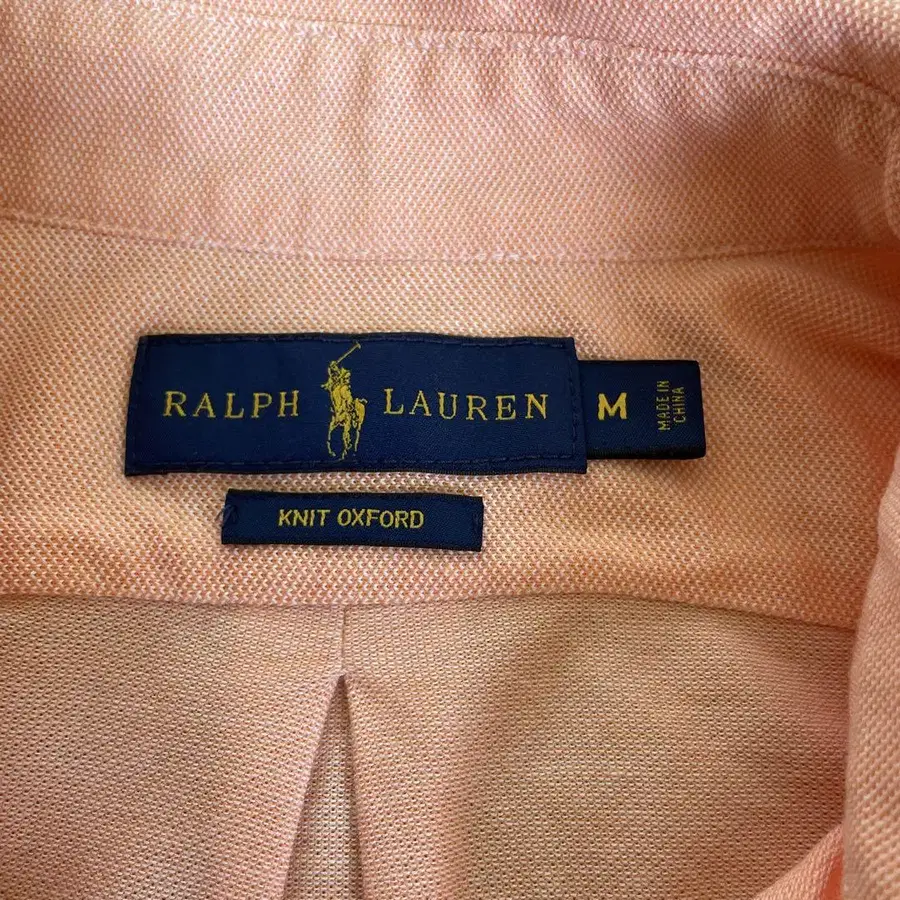 RALPH LAUREN
M
MADE IN
CHINA
KNIT OXFORD